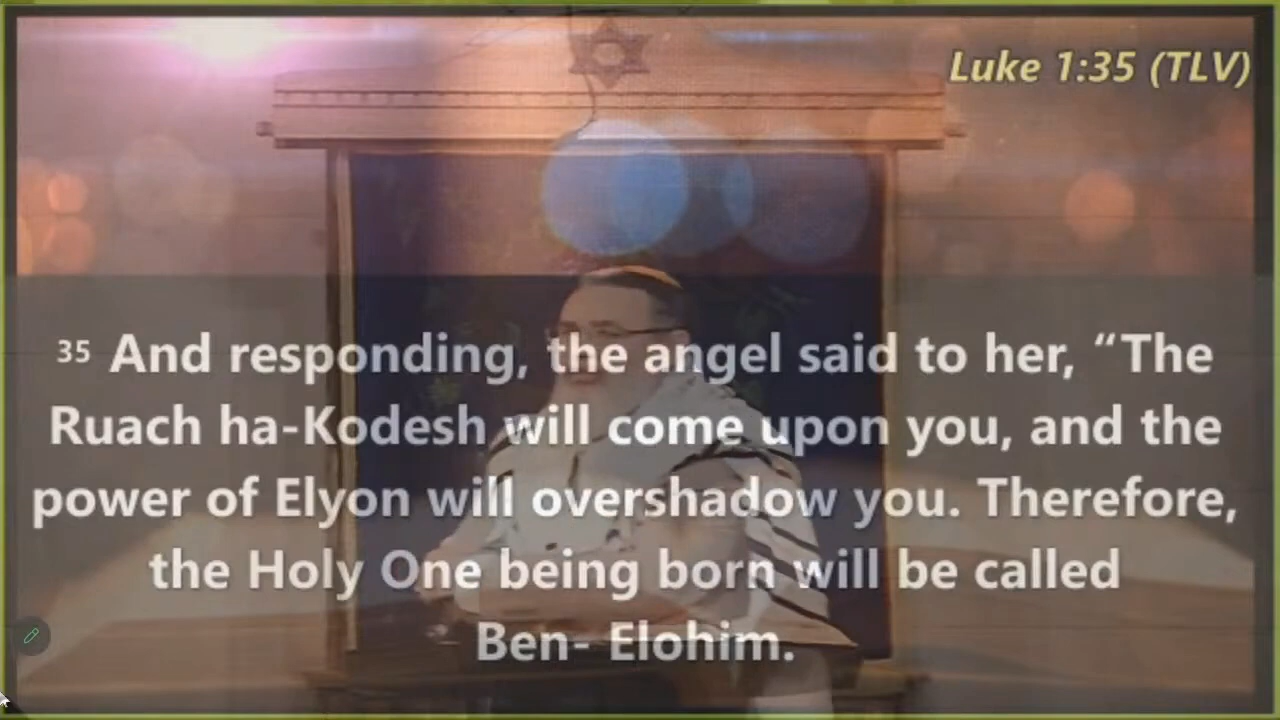 Luke 1:35 (TLV)
35 And responding, the angel said to her, “The
Ruach ha-Kodesh will come upon you, and the
power of Elyon will overshadow you. Therefore,
the Holy One being born will be called
Ben- Elohim.